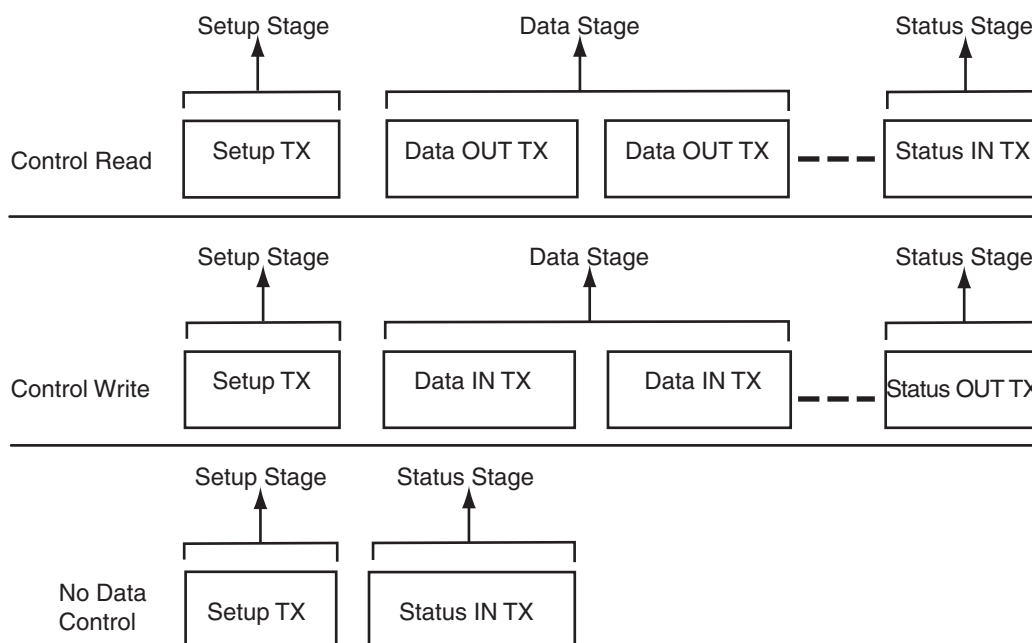 Setup Stage Data Stage Status Stage
Control Read Setup TX Data OUT TX Data OUT TX Status IN TX
Setup Stage Data Stage Status Stage
Control Write Setup TX Data IN TX Data IN TX Status OUT TX
Setup Stage Status Stage
No Data
Control Setup TX Status IN TX